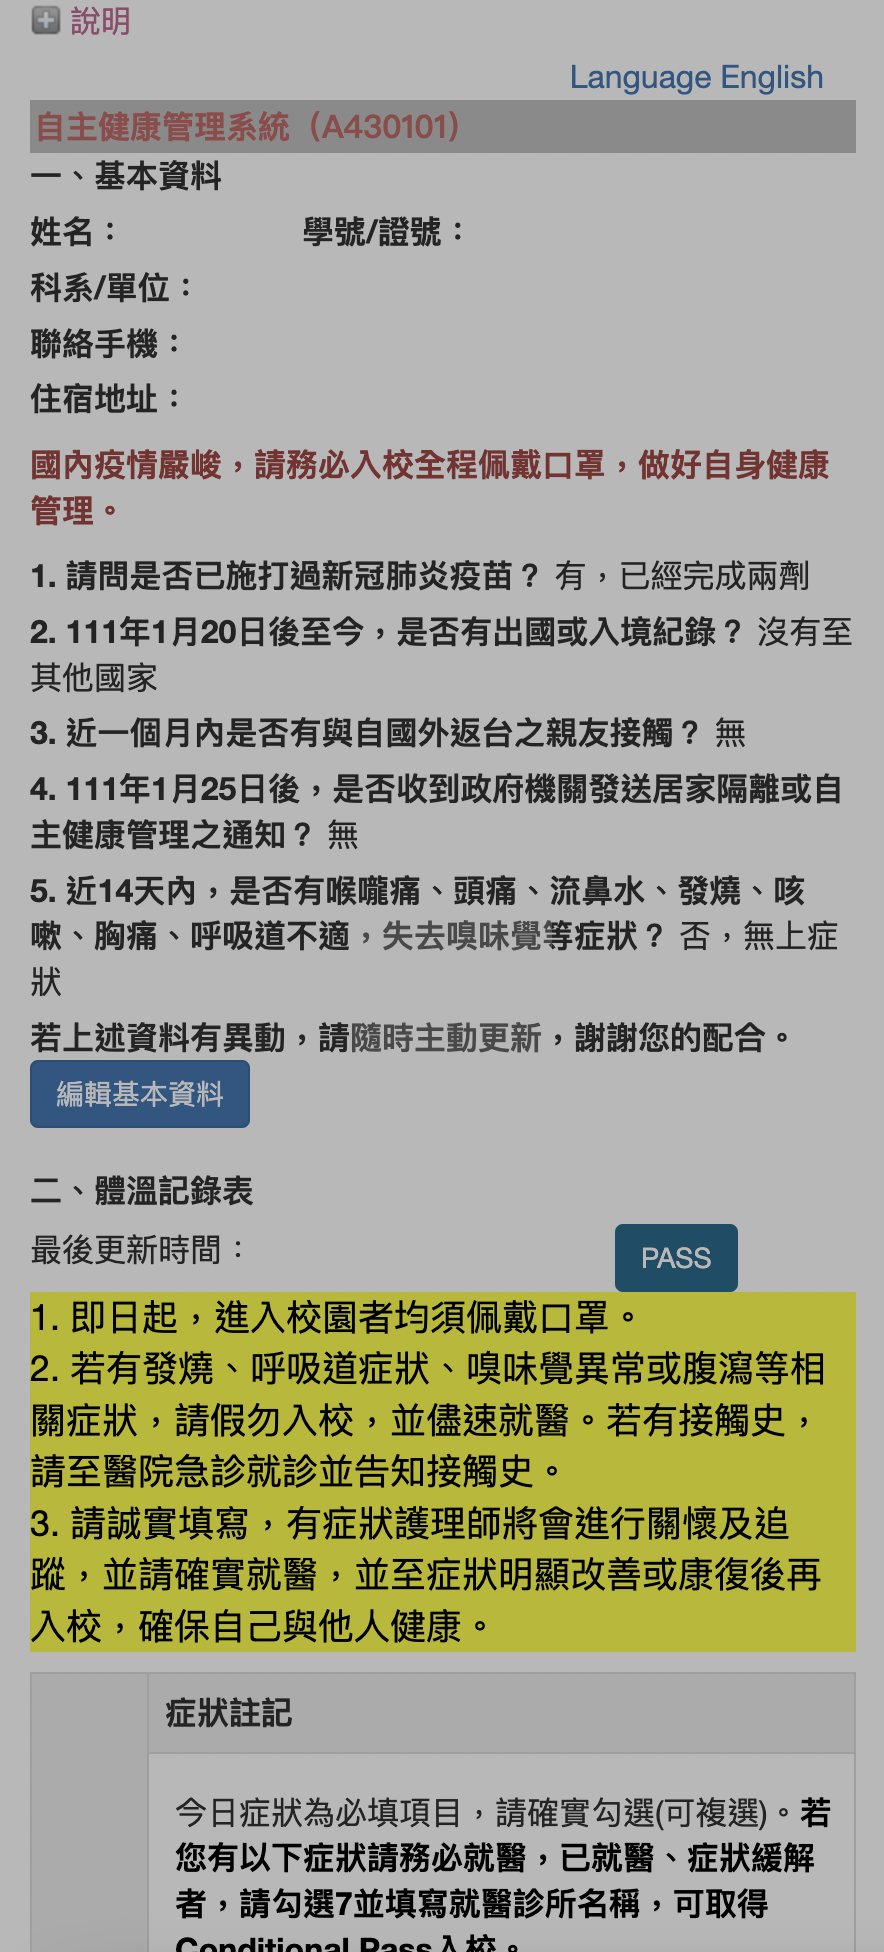 說明
Language English
自主健康管理系統（A430101）
一、基本資料
姓名： 學號/證號：
科系/單位：
聯絡手機：
住宿地址：
國內疫情嚴峻，請務必入校全程佩戴口罩，做好自身健康
管理。
1. 請問是否已施打過新冠肺炎疫苗？ 有，已經完成兩劑
2. 111年1月20日後至今，是否有出國或入境紀錄？ 沒有至
其他國家
3. 近一個月內是否有與自國外返台之親友接觸？ 無
4. 111年1月25日後，是否收到政府機關發送居家隔離或自
主健康管理之通知？ 無
5. 近14天內，是否有喉嚨痛、頭痛、流鼻水、發燒、咳
嗽、胸痛、呼吸道不適，失去嗅味覺等症狀？ 否，無上症
狀
若上述資料有異動，請隨時主動更新，謝謝您的配合。
編輯基本資料
二、體溫記錄表
最後更新時間：
PASS
1. 即日起，進入校園者均須佩戴口罩。
2. 若有發燒、呼吸道症狀、嗅味覺異常或腹瀉等相
關症狀，請假勿入校，並儘速就醫。若有接觸史，
請至醫院急診就診並告知接觸史。
3. 請誠實填寫，有症狀護理師將會進行關懷及追
蹤，並請確實就醫，並至症狀明顯改善或康復後再
入校，確保自己與他人健康。
症狀註記
今日症狀為必填項目，請確實勾選(可複選)。若
您有以下症狀請務必就醫，已就醫、症狀緩解
者，請勾選7並填寫就醫診所名稱，可取得
Conditional Pass入校。